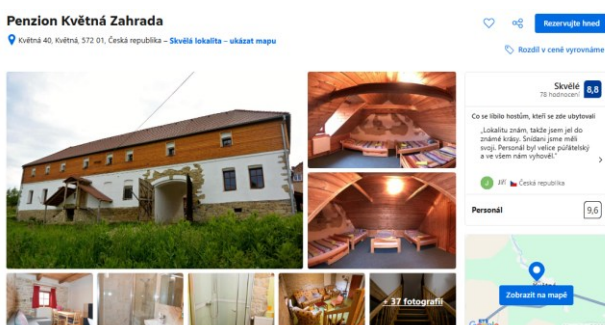 Penzion Květná Zahrada
Rezervujte hned
Květná 40, Květná, 572 01, Česká republika – Skvělá lokalita – ukázat mapu
Rozdíl v ceně vyrovnáme
Skvělé
78 hodnocení
8,8
Co se líbilo hostům, kteří se zde ubytovali
„Lokalitu znám, takže jsem jel do
známé krásy. Snídani jsme měli
svoji. Personál byl velice přátelský
a ve všem nám vyhověl."
J
Jiří
Česká republika
Personál
9,6
+ 37 fotografií
Zobrazit na mapě